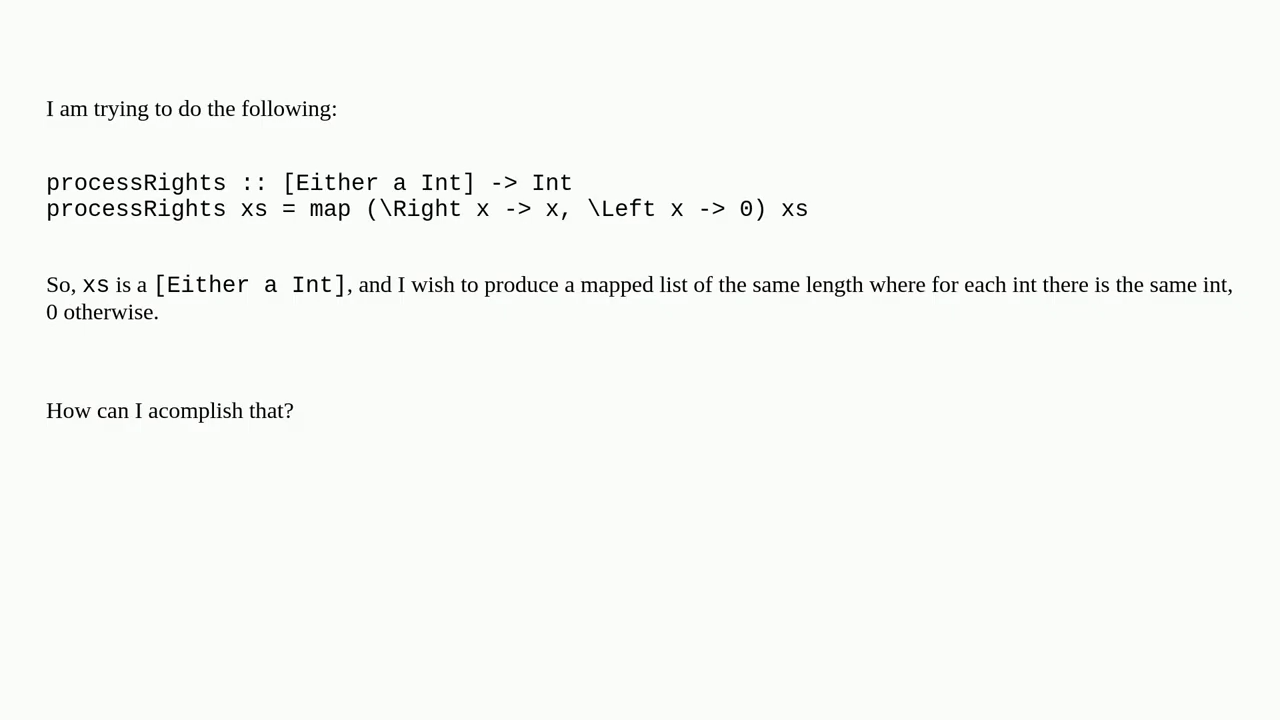 I am trying to do the following:
processRights :: [Either a Int] -> Int
processRights xs = map (\Right x -> x, \Left x -> 0) xs
So, xs is a [Either a Int], and I wish to produce a mapped list of the same length where for each int there is the same int,
0 otherwise.
How can I acomplish that?